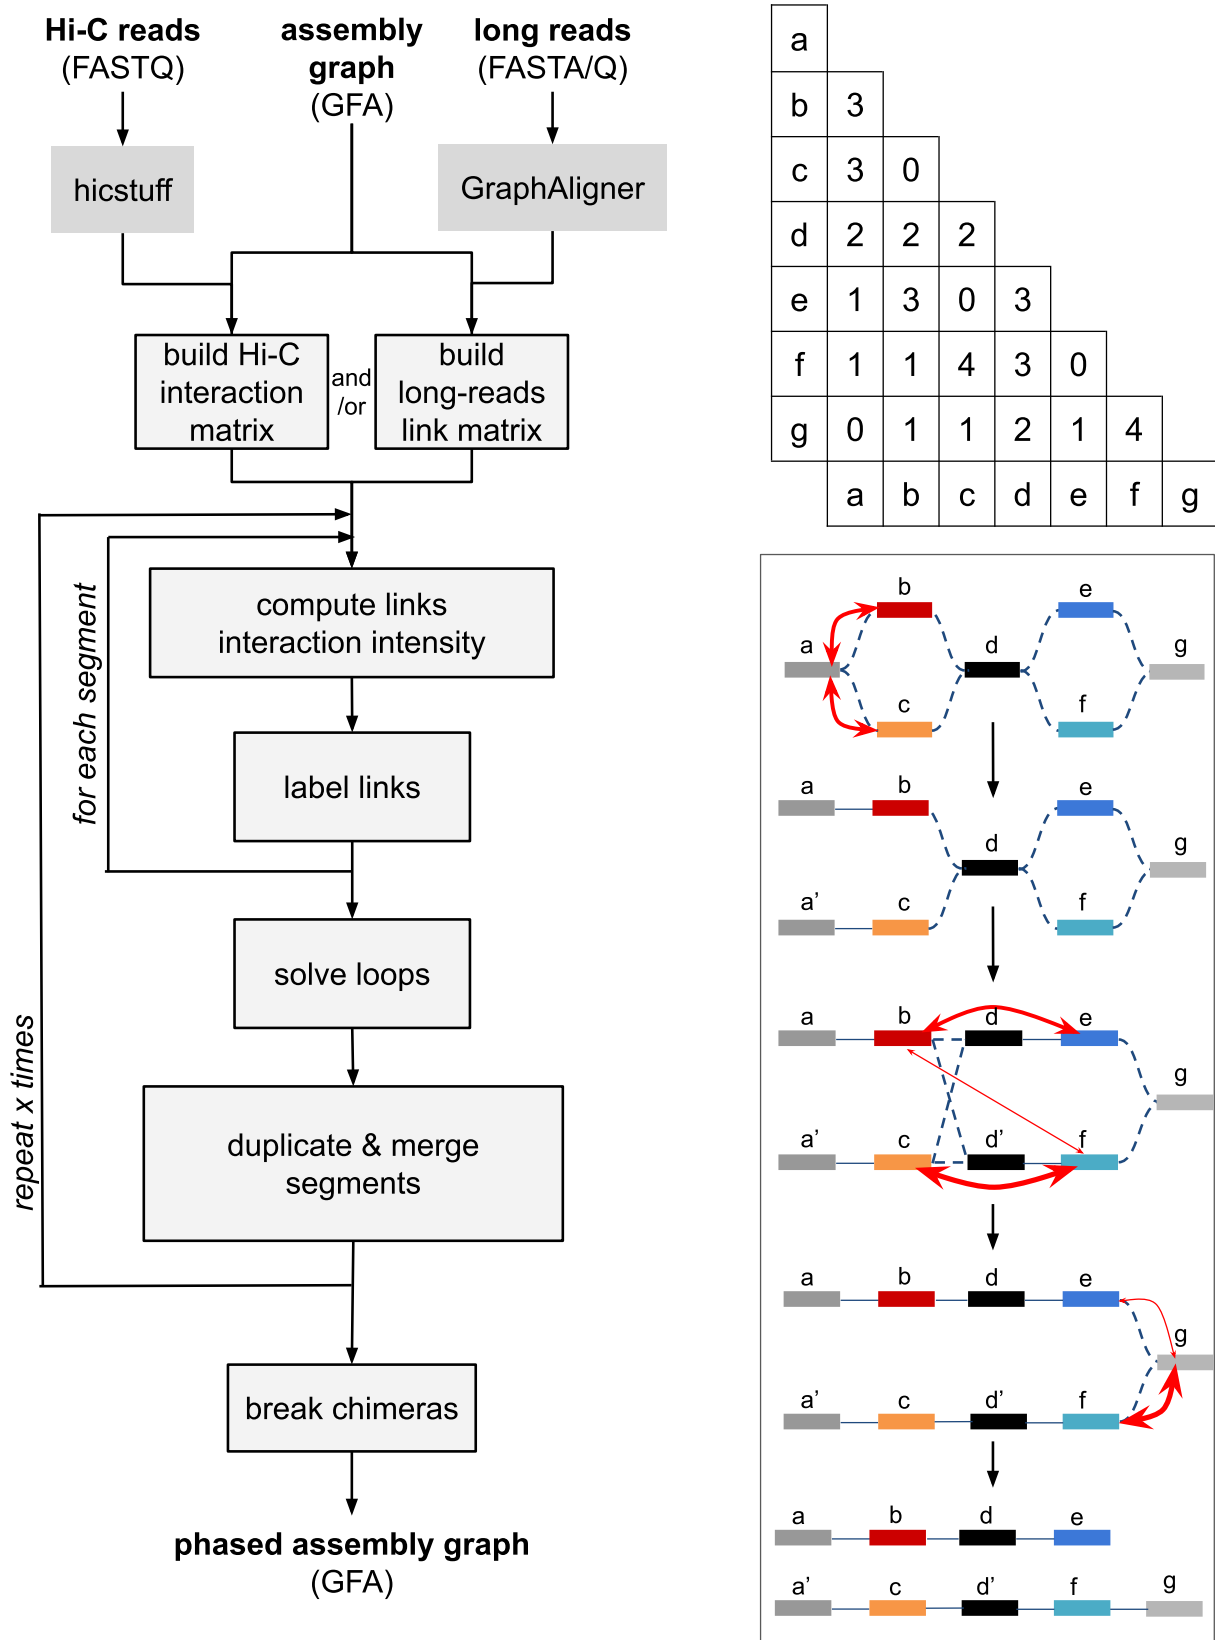 Hi-C reads
(FASTQ)
assembly
graph
(GFA)
long reads
(FASTA/Q)
hicstuff
GraphAligner
build Hi-C
interaction
matrix
and
/or
build
long-reads
link matrix
compute links
interaction intensity
label links
for each segment
solve loops
duplicate & merge
segments
repeat x times
break chimeras
phased assembly graph
(GFA)
a
b 3
c 3 0
d 2 2 2
e 1 3 0 3
f 1 1 4 3 0
g 0 1 1 2 1 4
a b c d e f g
b e
a d g
c f
a b e
d g
a' c f
a b d e
g
a' c d' f
a b d e
g
a' c d' f
a b d e
a' c d' f g